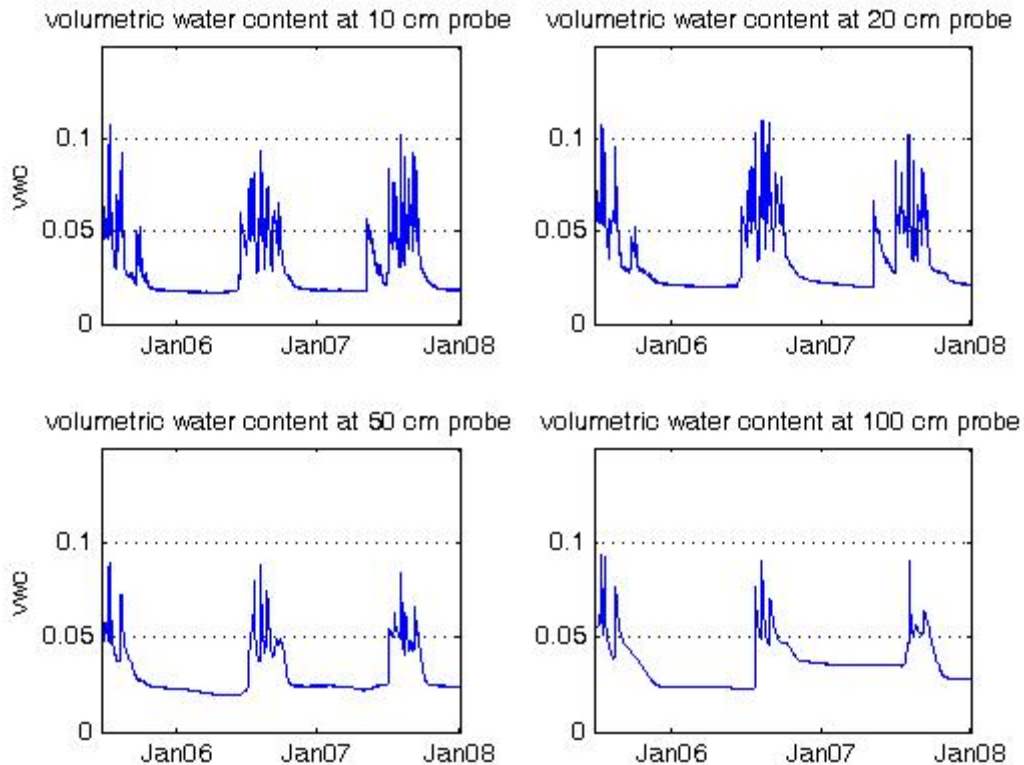 volumetric water content at 10 cm probe
vwc
0.1
0.05
0
Jan06 Jan07 Jan08
volumetric water content at 20 cm probe
0.1
0.05
0
Jan06 Jan07 Jan08
volumetric water content at 50 cm probe
vwc
0.1
0.05
0
Jan06 Jan07 Jan08
volumetric water content at 100 cm probe
0.1
0.05
0
Jan06 Jan07 Jan08